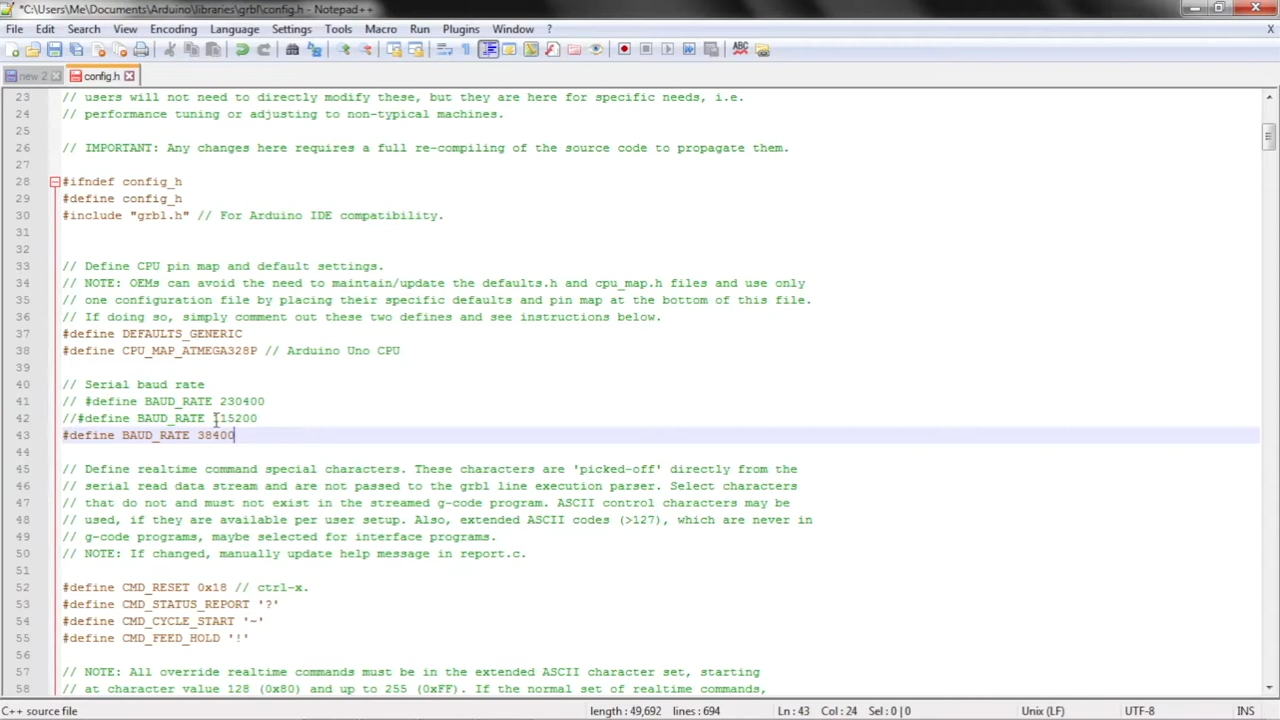 *C:\Users\Me\Documents\Arduino\libraries\grbl\config.h - Notepad++
File Edit Search View Encoding Language Settings Tools Macro Run Plugins Window ? X
new 2 config.h
23 // users will not need to directly modify these, but they are here for specific needs, i.e.
24 // performance tuning or adjusting to non-typical machines.
25
26 // IMPORTANT: Any changes here requires a full re-compiling of the source code to propagate them.
27
28 #ifndef config_h
29 #define config_h
30 #include "grbl.h" // For Arduino IDE compatibility.
31
32
33 // Define CPU pin map and default settings.
34 // NOTE: OEMs can avoid the need to maintain/update the defaults.h and cpu_map.h files and use only
35 // one configuration file by placing their specific defaults and pin map at the bottom of this file.
36 // If doing so, simply comment out these two defines and see instructions below.
37 #define DEFAULTS_GENERIC
38 #define CPU_MAP_ATMEGA328P // Arduino Uno CPU
39
40 // Serial baud rate
41 // #define BAUD_RATE 230400
42 //#define BAUD_RATE 115200
43 #define BAUD_RATE 38400
44
45 // Define realtime command special characters. These characters are 'picked-off' directly from the
46 // serial read data stream and are not passed to the grbl line execution parser. Select characters
47 // that do not and must not exist in the streamed g-code program. ASCII control characters may be
48 // used, if they are available per user setup. Also, extended ASCII codes (>127), which are never in
49 // g-code programs, maybe selected for interface programs.
50 // NOTE: If changed, manually update help message in report.c.
51
52 #define CMD_RESET 0x18 // ctrl-x.
53 #define CMD_STATUS_REPORT '?'
54 #define CMD_CYCLE_START '~'
55 #define CMD_FEED_HOLD '!'
56
57 // NOTE: All override realtime commands must be in the extended ASCII character set, starting
58 // at character value 128 (0x80) and up to 255 (0xFF). If the normal set of realtime commands,
C++ source file length : 49,692 lines : 694 Ln : 43 Col : 24 Sel : 0 | 0 Unix (LF) UTF-8 INS